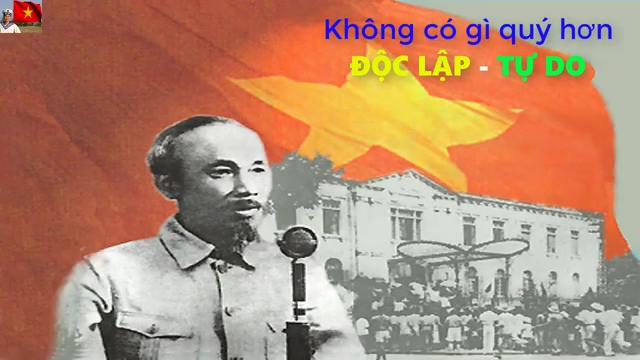 Không có gì quý hơn
ĐỘC LẬP - TỰ DO